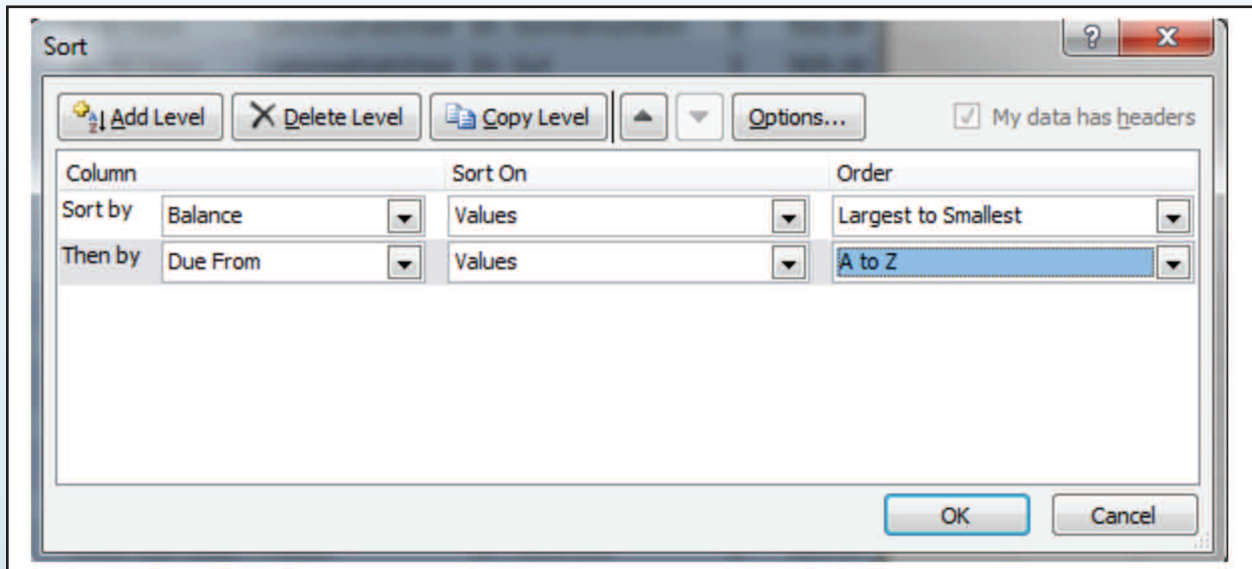 Sort
Add Level Delete Level Copy Level Options... My data has headers
Column Sort On Order
Sort by Balance Values Largest to Smallest
Then by Due From Values A to Z
OK Cancel